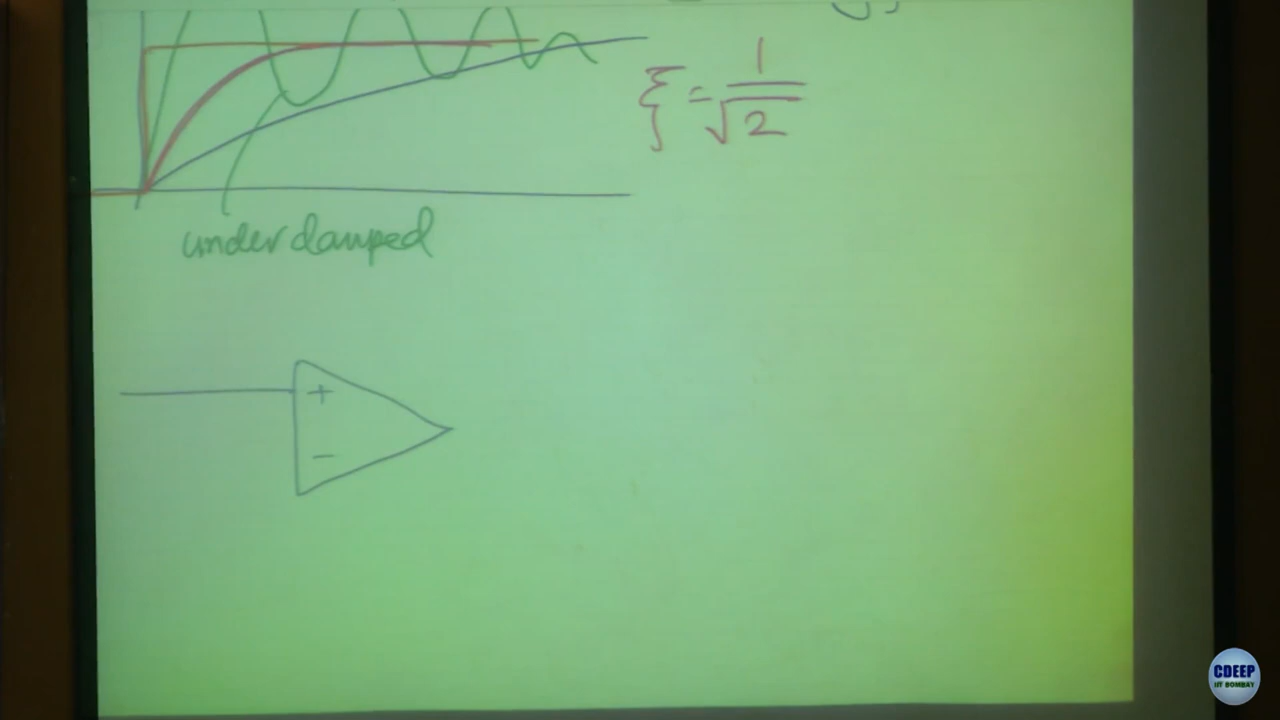 ξ = 1/√2
underdamped
+
−
CDEEP
IIT BOMBAY